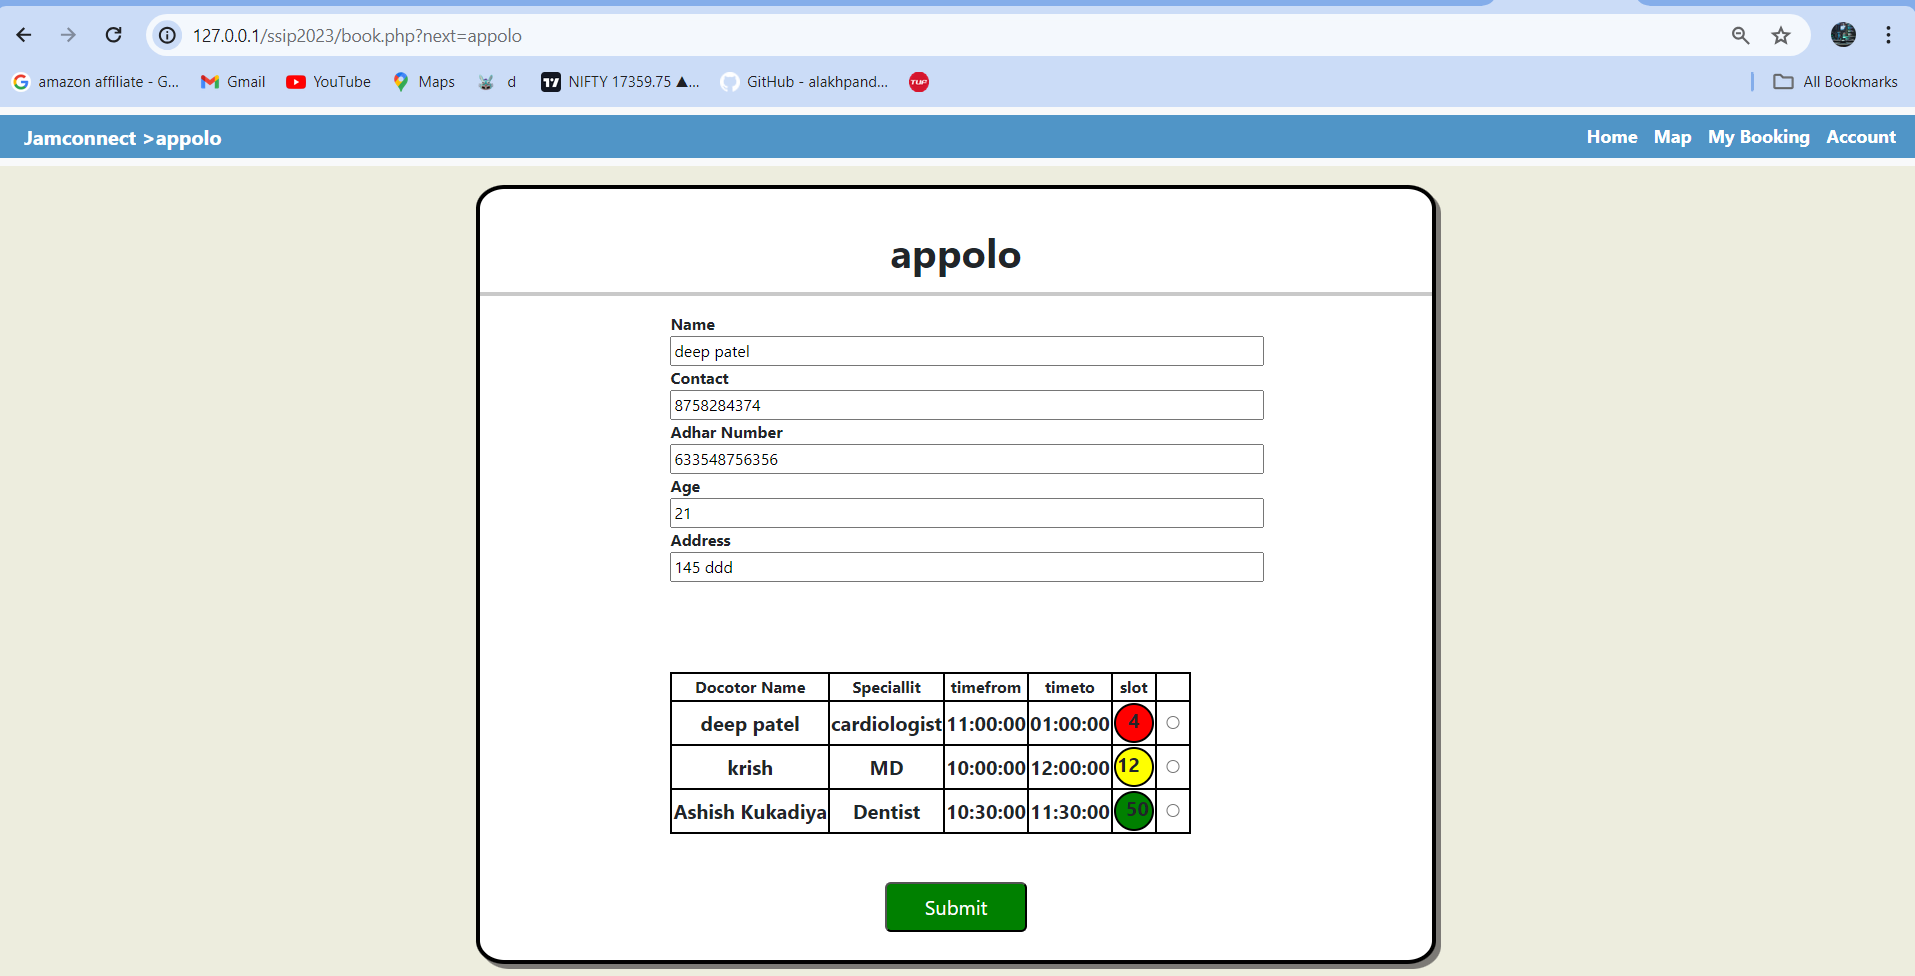 127.0.0.1/ssip2023/book.php?next=appolo
amazon affiliate - G... Gmail YouTube Maps d NIFTY 17359.75 ▲... GitHub - alakhpand... TUF All Bookmarks
Jamconnect >appolo Home Map My Booking Account
appolo
Name
deep patel
Contact
8758284374
Adhar Number
633548756356
Age
21
Address
145 ddd
Docotor Name Speciallit timefrom timeto slot
deep patel cardiologist 11:00:00 01:00:00 4
krish MD 10:00:00 12:00:00 12
Ashish Kukadiya Dentist 10:30:00 11:30:00 50
Submit